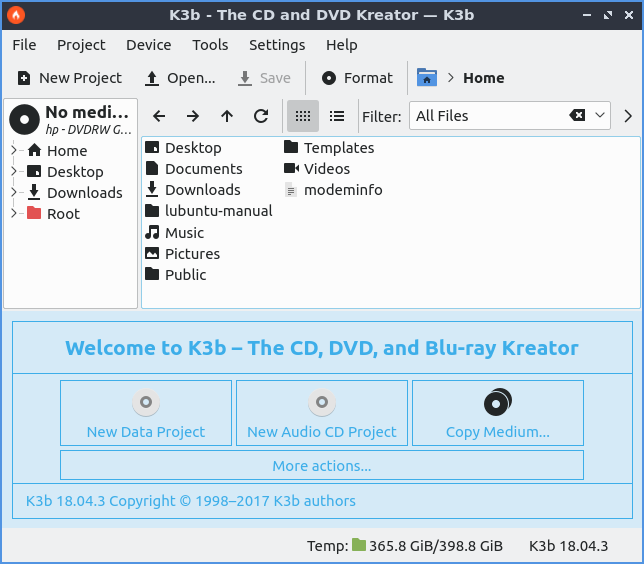 K3b - The CD and DVD Kreator — K3b
File Project Device Tools Settings Help
New Project Open... Save Format Home
No medi...
hp - DVDRW G...
Filter: All Files
Home
Desktop
Downloads
Root
Desktop
Documents
Downloads
lubuntu-manual
Music
Pictures
Public
Templates
Videos
modeminfo
Welcome to K3b – The CD, DVD, and Blu-ray Kreator
New Data Project New Audio CD Project Copy Medium...
More actions...
K3b 18.04.3 Copyright © 1998–2017 K3b authors
Temp: 365.8 GiB/398.8 GiB K3b 18.04.3